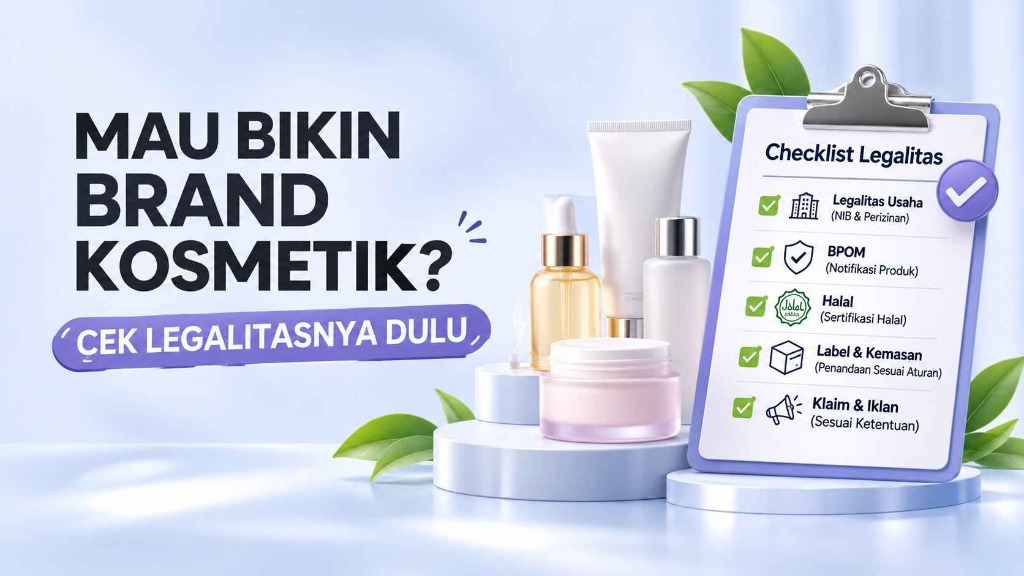 MAU BIKIN
BRAND
KOSMETIK?
CEK LEGALITASNYA DULU
Checklist Legalitas
Legalitas Usaha
(NIB & Perizinan)
BPOM
(Notifikasi Produk)
Halal
(Sertifikasi Halal)
Label & Kemasan
(Penandaan Sesuai Aturan)
Klaim & Iklan
(Sesuai Ketentuan)